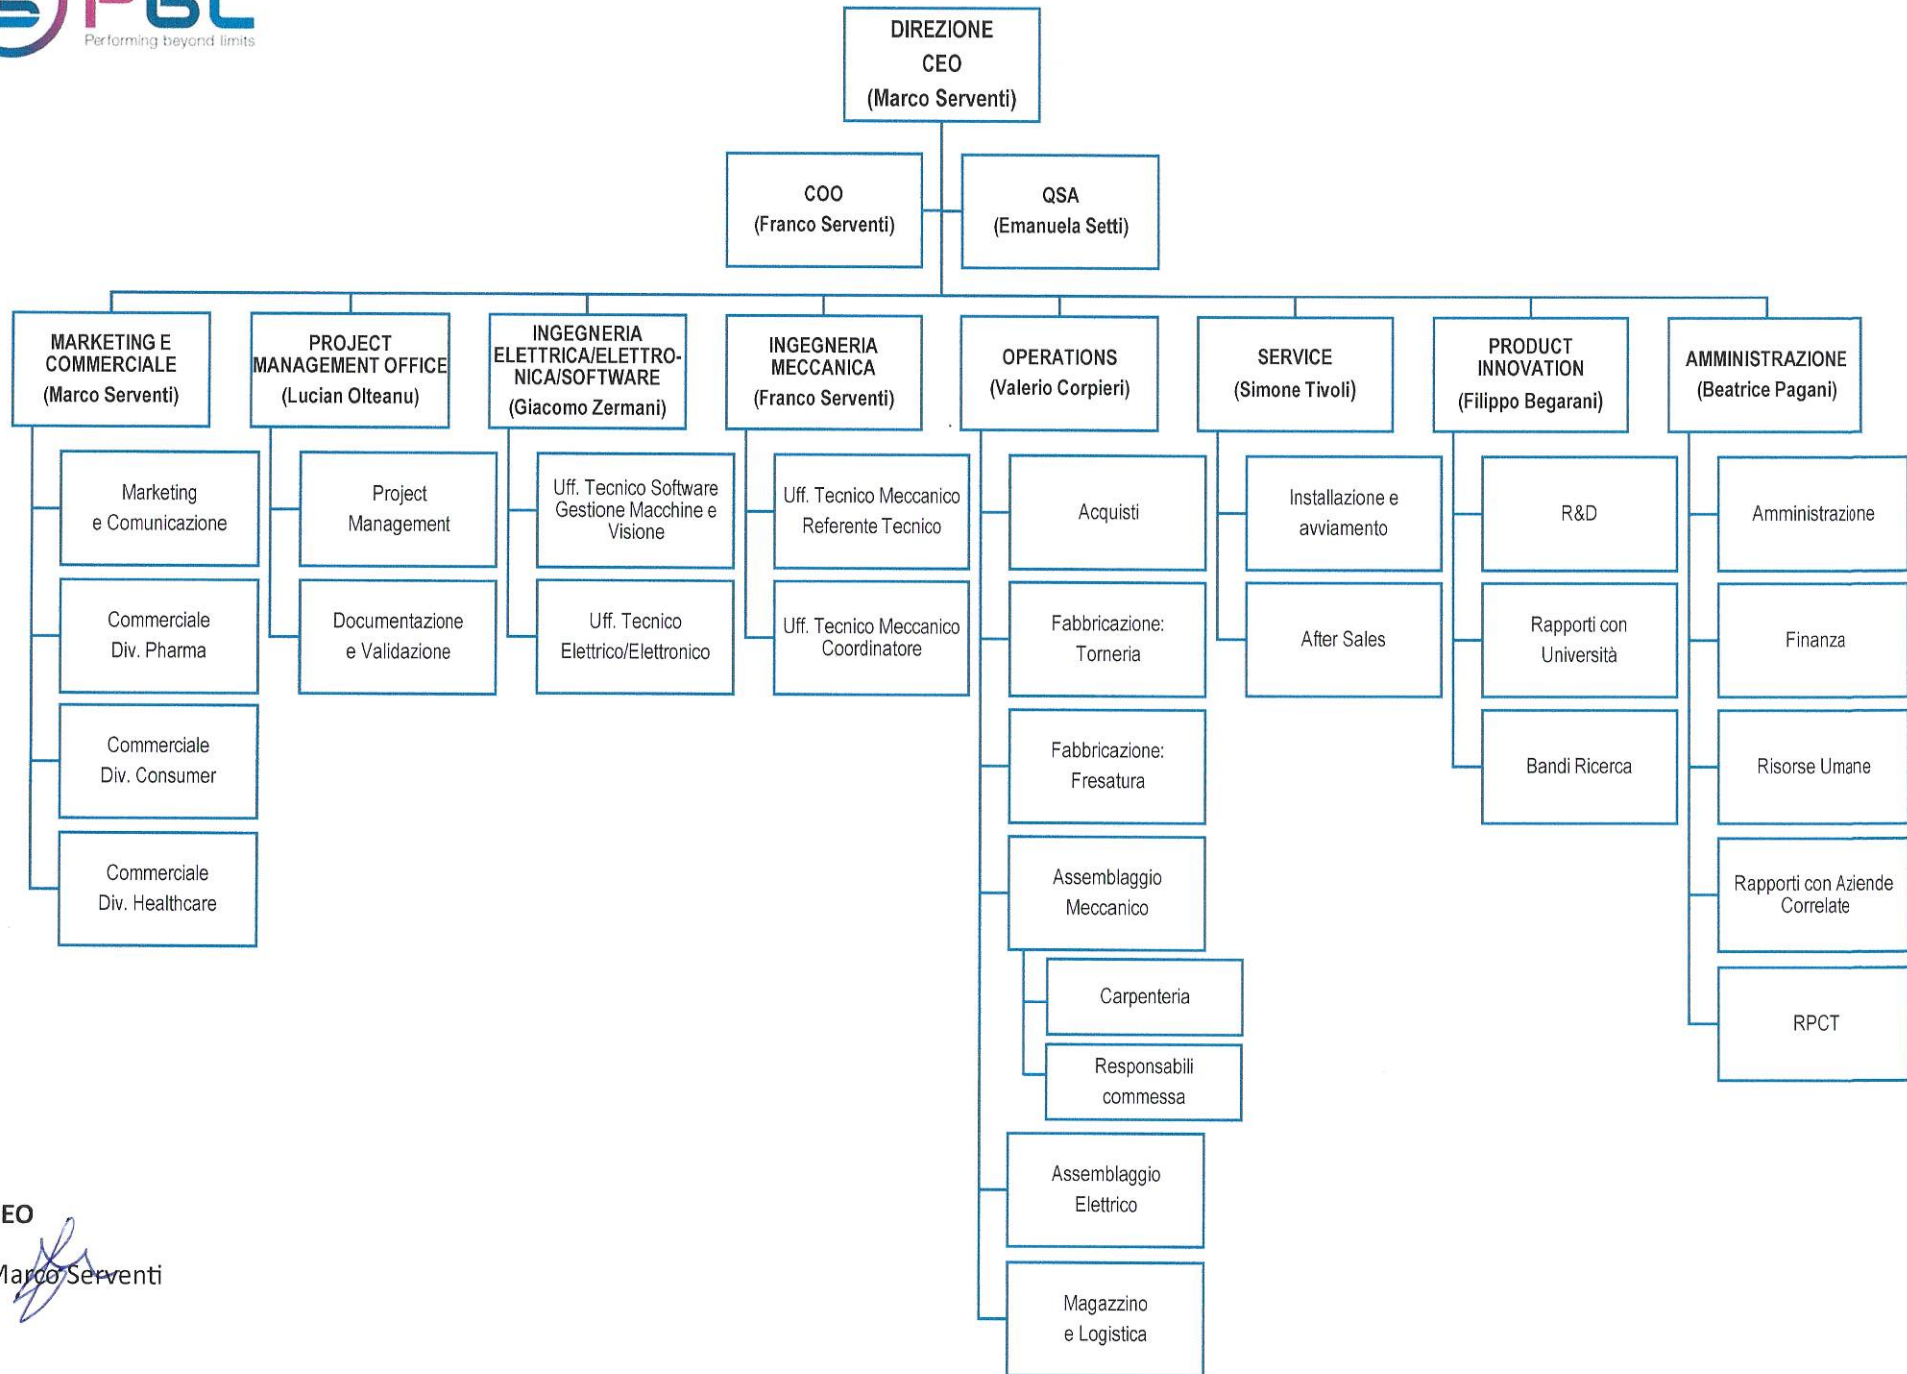 PBL
Performing beyond limits
DIREZIONE
CEO
(Marco Serventi)
COO
(Franco Serventi)
QSA
(Emanuela Setti)
MARKETING E
COMMERCIALE
(Marco Serventi)
PROJECT
MANAGEMENT OFFICE
(Lucian Olteanu)
INGEGNERIA
ELETTRICA/ELETTRO-
NICA/SOFTWARE
(Giacomo Zermani)
INGEGNERIA
MECCANICA
(Franco Serventi)
OPERATIONS
(Valerio Corpieri)
SERVICE
(Simone Tivoli)
PRODUCT
INNOVATION
(Filippo Begarani)
AMMINISTRAZIONE
(Beatrice Pagani)
Marketing
e Comunicazione
Commerciale
Div. Pharma
Commerciale
Div. Consumer
Commerciale
Div. Healthcare
Project
Management
Documentazione
e Validazione
Uff. Tecnico Software
Gestione Macchine e
Visione
Uff. Tecnico
Elettrico/Elettronico
Uff. Tecnico Meccanico
Referente Tecnico
Uff. Tecnico Meccanico
Coordinatore
Acquisti
Fabbricazione:
Torneria
Fabbricazione:
Fresatura
Assemblaggio
Meccanico
Carpenteria
Responsabili
commessa
Assemblaggio
Elettrico
Magazzino
e Logistica
Installazione e
avviamento
After Sales
R&D
Rapporti con
Università
Bandi Ricerca
Amministrazione
Finanza
Risorse Umane
Rapporti con Aziende
Correlate
RPCT
EO
Marco Serventi